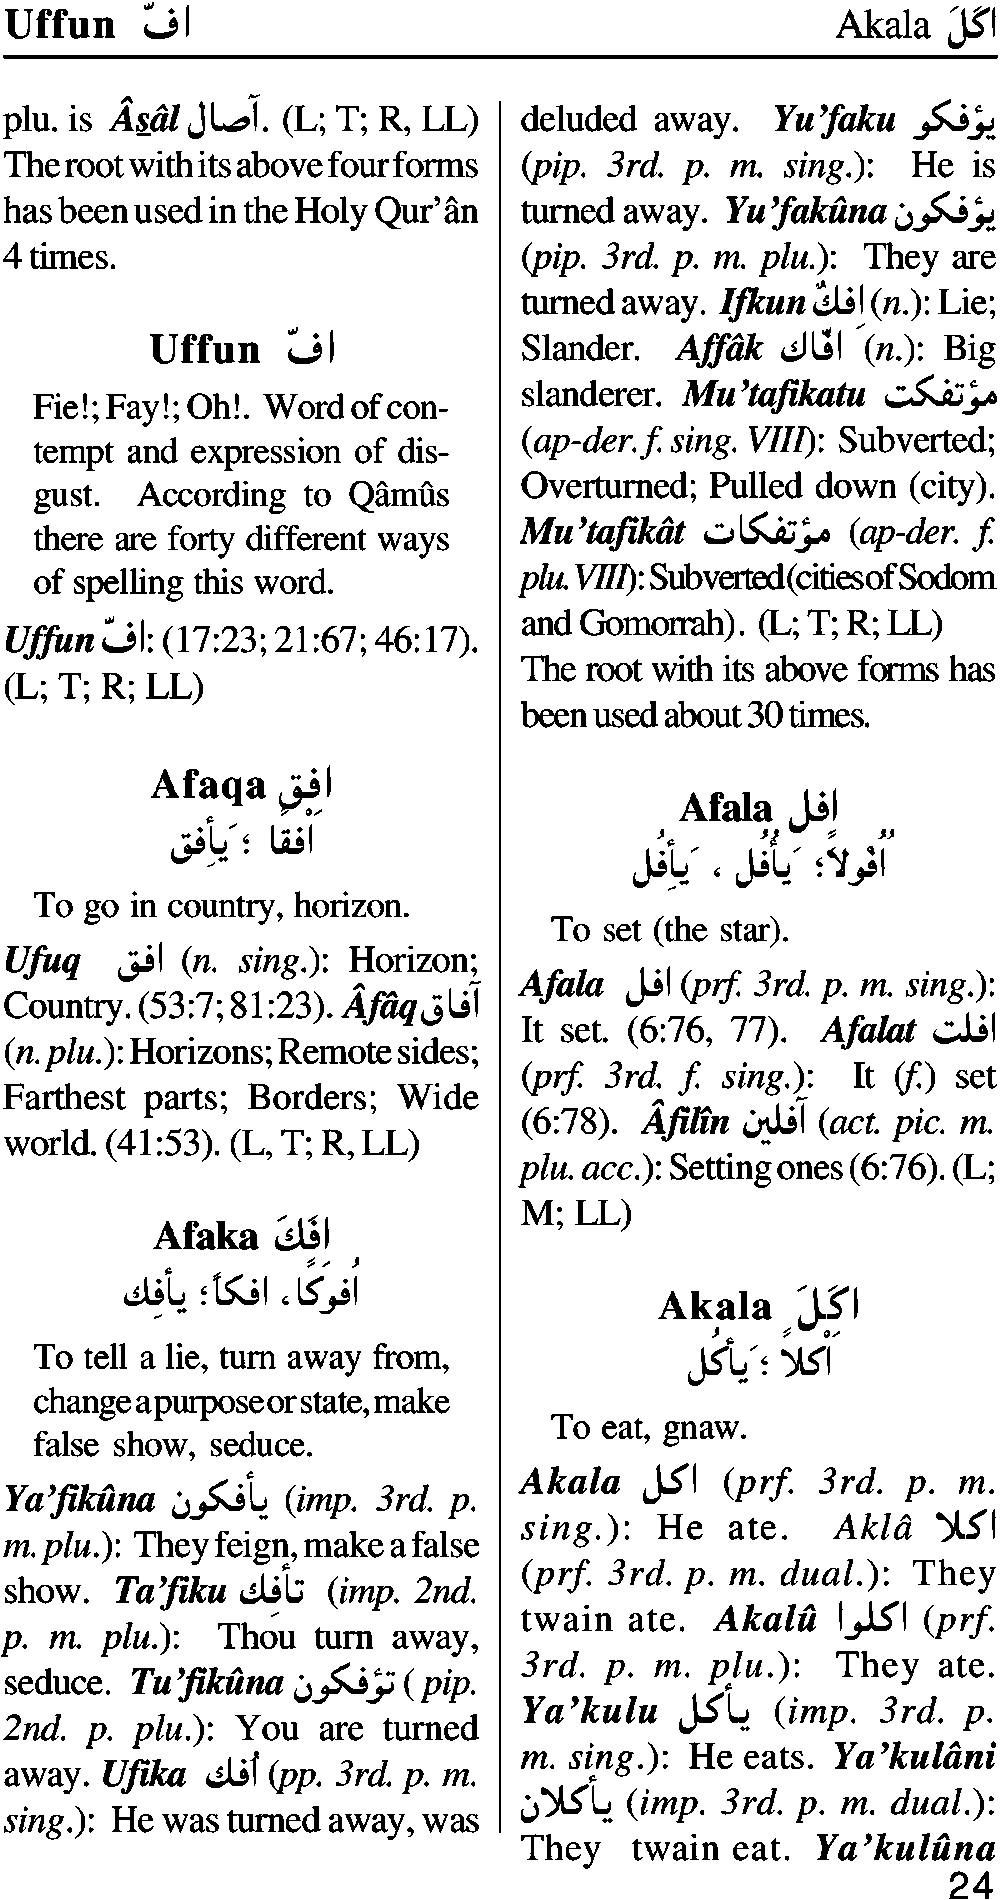 Uffun افّ
Akala اكَلَ
plu. is Âsâl آصال. (L; T; R, LL)
The root with its above four forms
has been used in the Holy Qur'ân
4 times.
Uffun افّ
Fie!; Fay!; Oh!. Word of con-
tempt and expression of dis-
gust. According to Qâmûs
there are forty different ways
of spelling this word.
Uffun افّ: (17:23; 21:67; 46:17).
(L; T; R; LL)
Afaqa افِقَ
اَفْقًا ؛ يَأفِق
To go in country, horizon.
Ufuq افق (n. sing.): Horizon;
Country. (53:7; 81:23). Âfâq آفاق
(n. plu.): Horizons; Remote sides;
Farthest parts; Borders; Wide
world. (41:53). (L, T; R, LL)
Afaka افَكَ
اُفوكًا، افكاً؛ يأفِك
To tell a lie, turn away from,
change a purpose or state, make
false show, seduce.
Ya'fikûna يأفكون (imp. 3rd. p.
m. plu.): They feign, make a false
show. Ta'fiku تأفِك (imp. 2nd.
p. m. plu.): Thou turn away,
seduce. Tu'fikûna تؤفكون ( pip.
2nd. p. plu.): You are turned
away. Ufika أفك (pp. 3rd. p. m.
sing.): He was turned away, was
deluded away. Yu'faku يؤفكو
(pip. 3rd. p. m. sing.): He is
turned away. Yu'fakûna يؤفكون
(pip. 3rd. p. m. plu.): They are
turned away. Ifkun اِفكٌ (n.): Lie;
Slander. Affâk افّاك (n.): Big
slanderer. Mu'tafikatu مؤتفكت
(ap-der. f. sing. VIII): Subverted;
Overturned; Pulled down (city).
Mu'tafikât مؤتفكات (ap-der. f.
plu. VIII): Subverted (cities of Sodom
and Gomorrah). (L; T; R; LL)
The root with its above forms has
been used about 30 times.
Afala افل
اُفُولاً؛ يَأفُل ، يَأفِل
To set (the star).
Afala افل (prf. 3rd. p. m. sing.):
It set. (6:76, 77). Afalat افلت
(prf. 3rd. f. sing.): It (f.) set
(6:78). Âfilîn آفلين (act. pic. m.
plu. acc.): Setting ones (6:76). (L;
M; LL)
Akala اكَلَ
اَكْلاً ؛ يَأكُل
To eat, gnaw.
Akala اكل (prf. 3rd. p. m.
sing.): He ate. Aklâ اكلا
(prf. 3rd. p. m. dual.): They
twain ate. Akalû اكلوا (prf.
3rd. p. m. plu.): They ate.
Ya'kulu يأكل (imp. 3rd. p.
m. sing.): He eats. Ya'kulâni
يأكلان (imp. 3rd. p. m. dual.):
They twain eat. Ya'kulûna
24